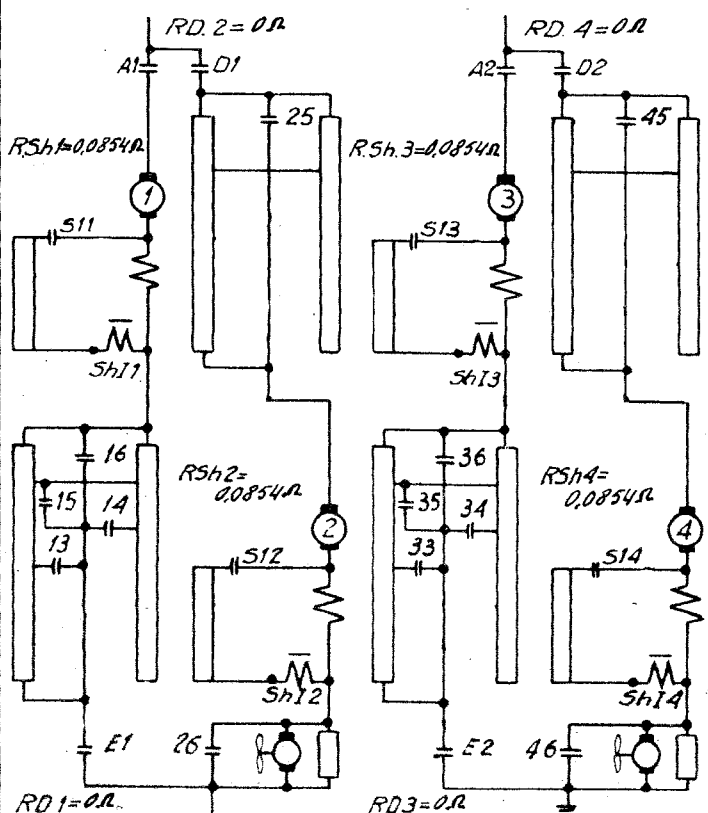 RD.2=0Ω
RD.4=0Ω
A1
D1
A2
D2
25
45
RSh1=0,0854Ω
R.Sh.3=0,0854Ω
1
3
S11
S13
ShI1
ShI3
16
36
RSh2=
0,0854Ω
RSh4=
0,0854Ω
15
14
35
34
2
4
13
33
S12
S14
ShI2
ShI4
E1
26
E2
46
RD1=0Ω
RD3=0Ω